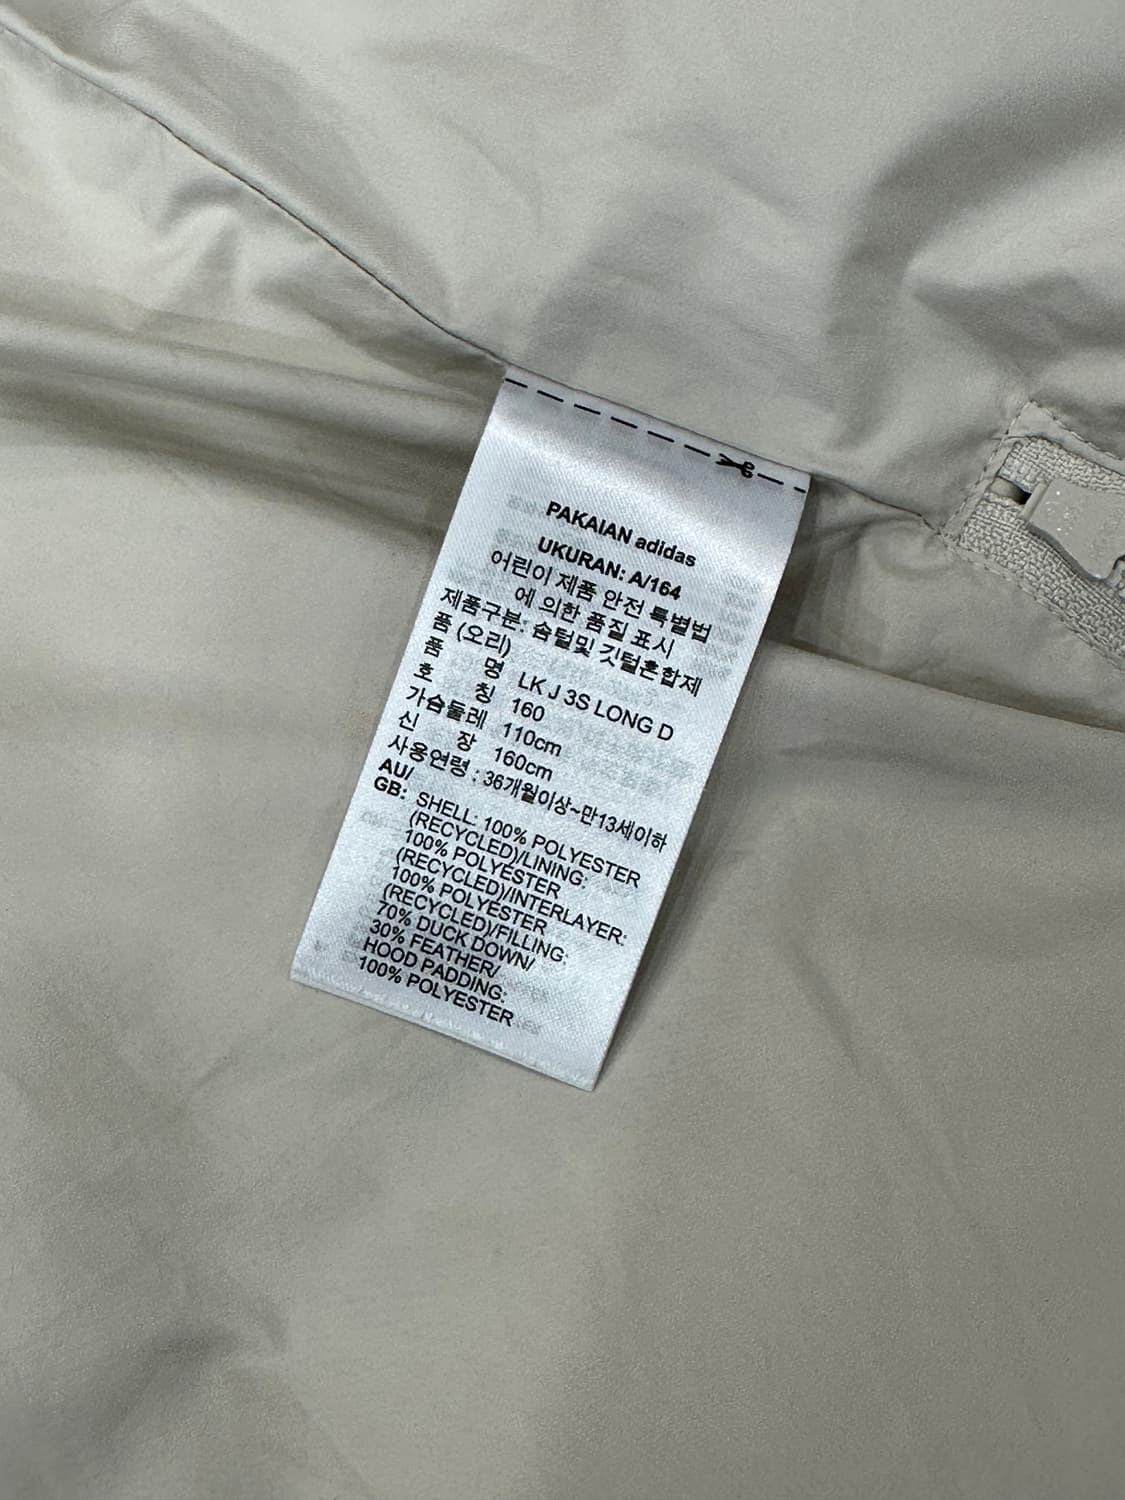 PAKAIAN adidas
UKURAN: A/164
어린이 제품 안전 특별법
에 의한 품질 표시
제품구분: 솜털및 깃털혼합제
품 (오리)
품 명 LK J 3S LONG D
호 칭 160
가슴둘레 110cm
신 장 160cm
사용연령 : 36개월이상~만13세이하
AU/
GB: SHELL: 100% POLYESTER
(RECYCLED)/LINING:
100% POLYESTER
(RECYCLED)/INTERLAYER:
100% POLYESTER
(RECYCLED)/FILLING:
70% DUCK DOWN/
30% FEATHER/
HOOD PADDING:
100% POLYESTER